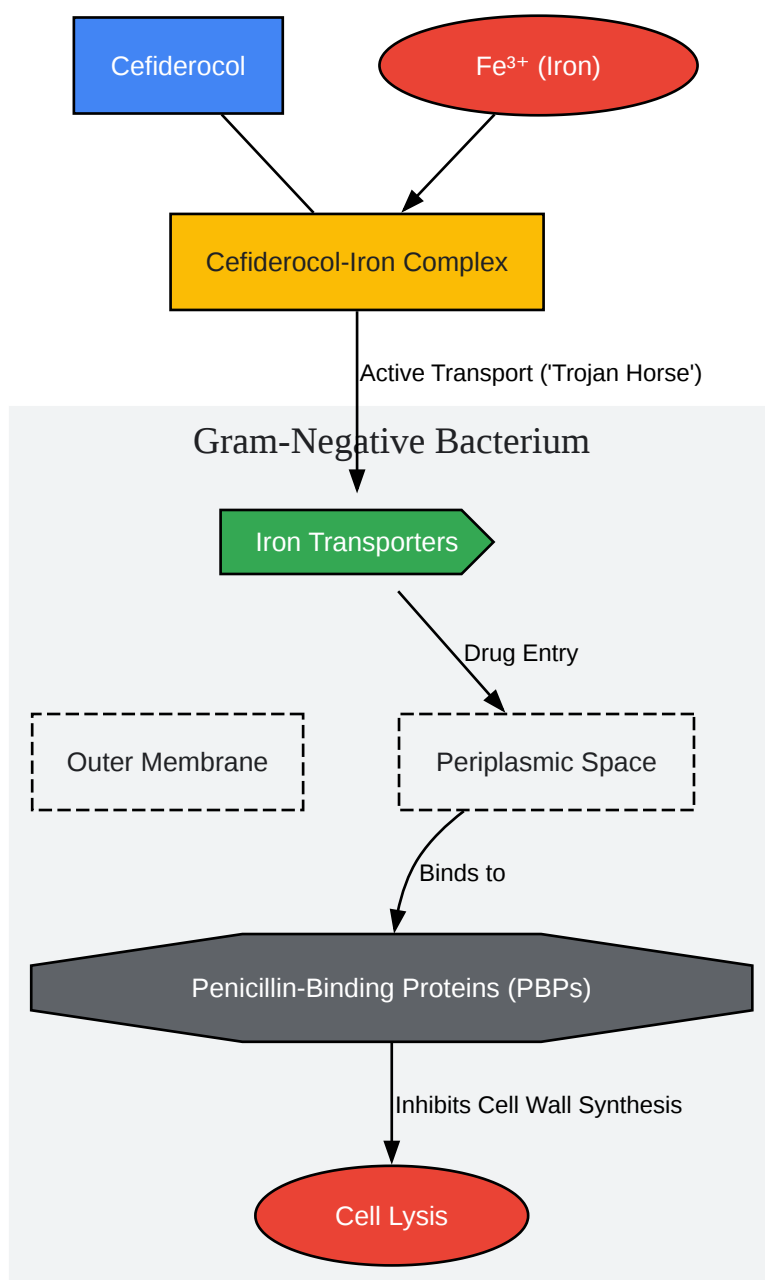 Cefiderocol
Fe³⁺ (Iron)
Cefiderocol-Iron Complex
Active Transport ('Trojan Horse')
Gram-Negative Bacterium
Iron Transporters
Drug Entry
Outer Membrane
Periplasmic Space
Binds to
Penicillin-Binding Proteins (PBPs)
Inhibits Cell Wall Synthesis
Cell Lysis